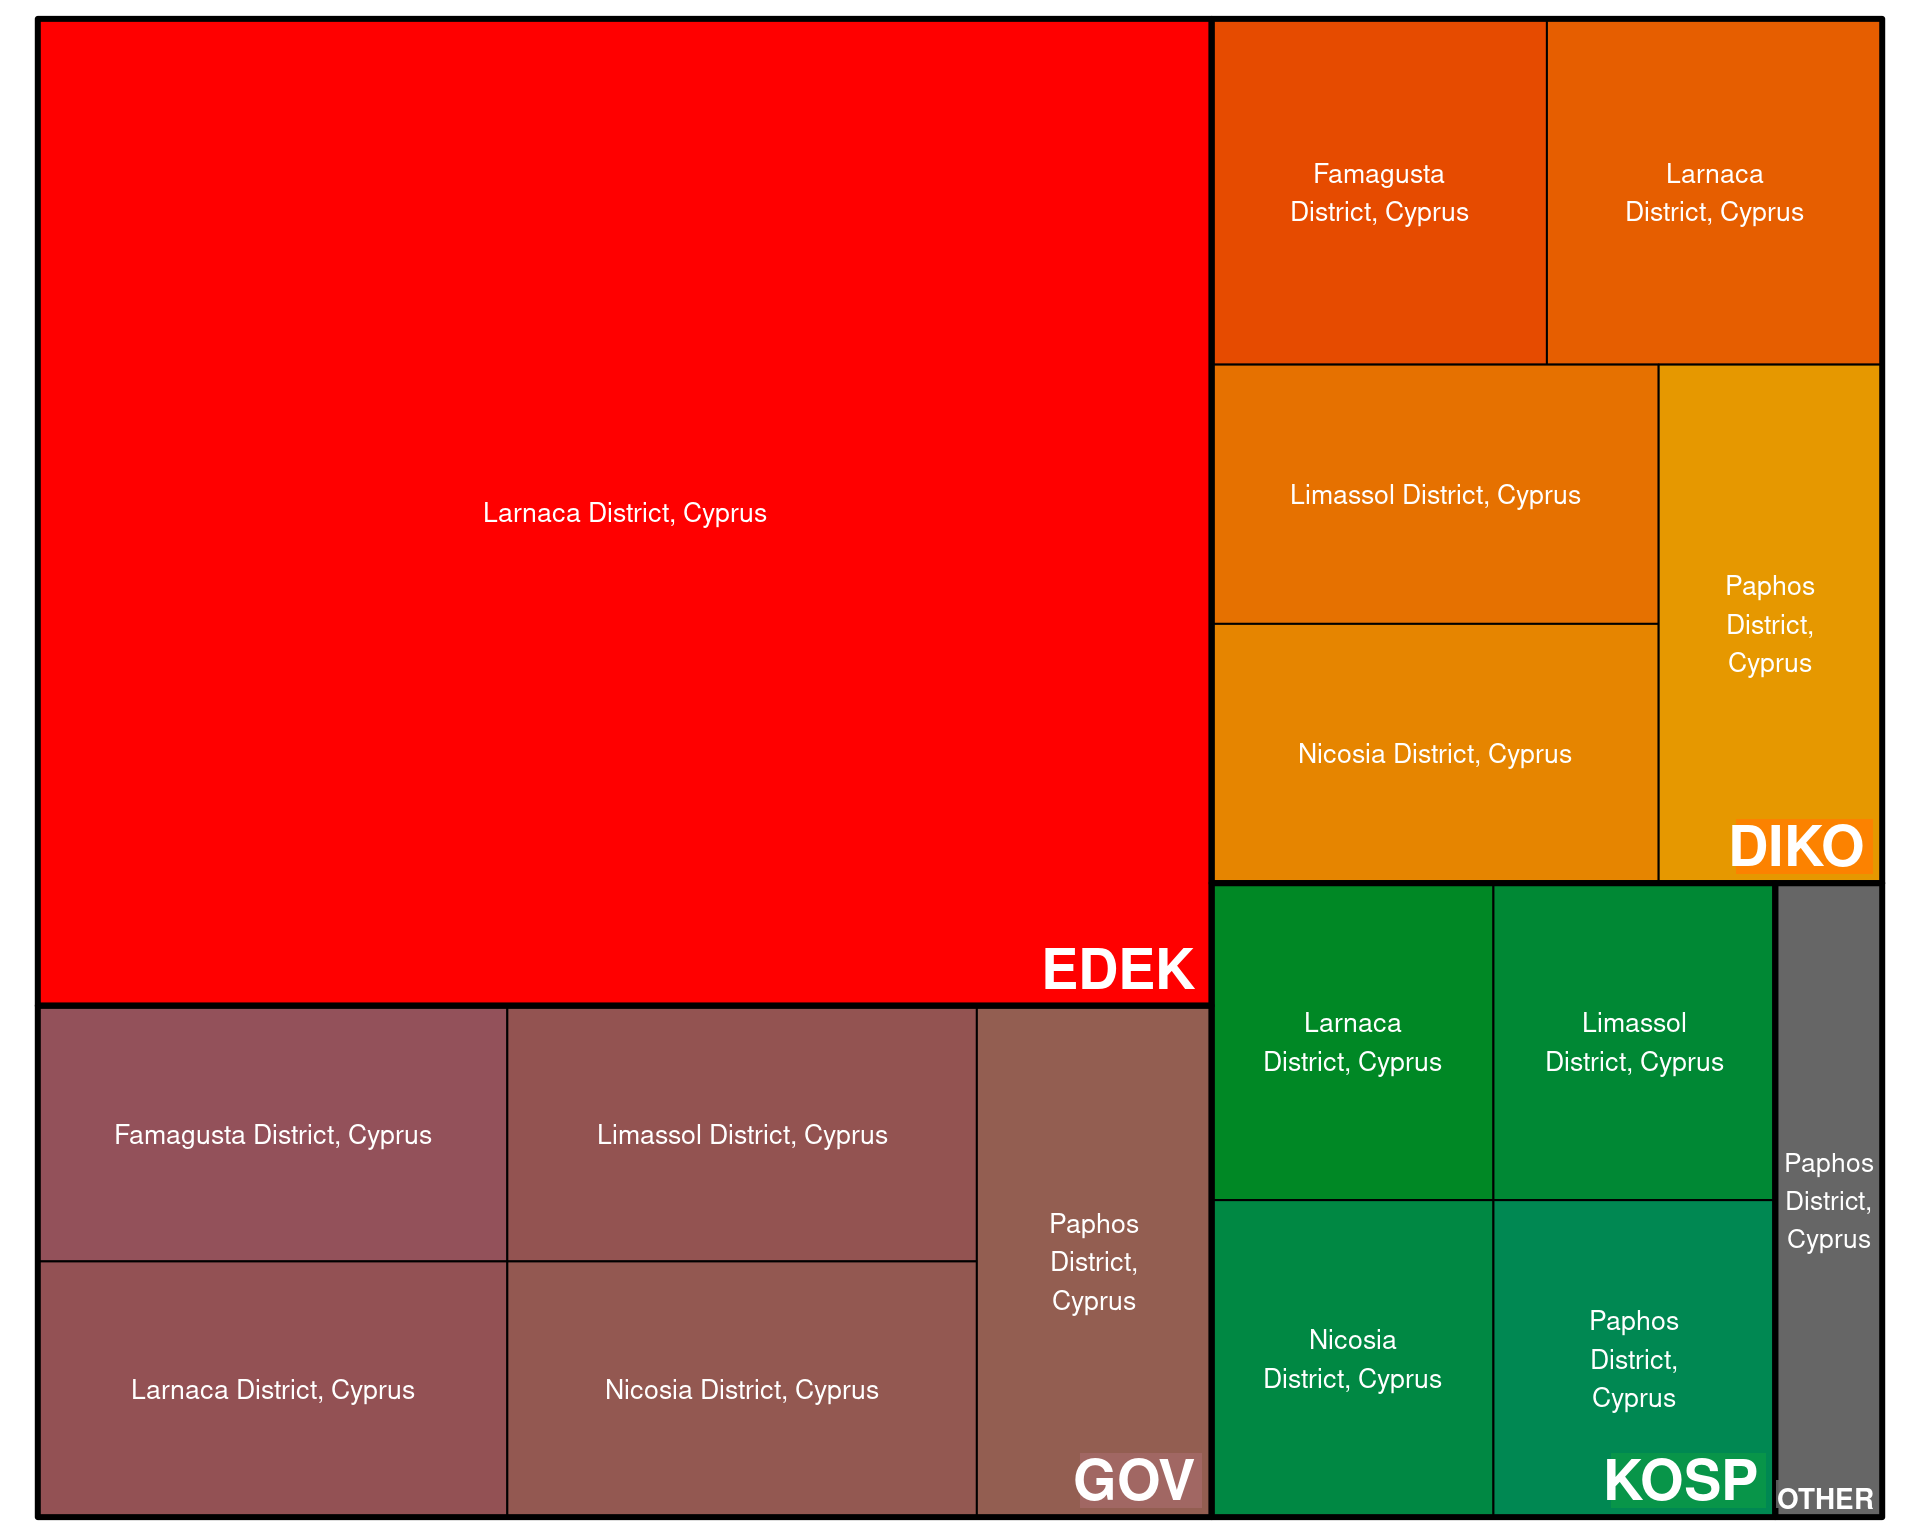 Larnaca District, Cyprus
EDEK
Famagusta
District, Cyprus
Larnaca
District, Cyprus
Limassol District, Cyprus
Nicosia District, Cyprus
Paphos
District,
Cyprus
DIKO
Famagusta District, Cyprus
Limassol District, Cyprus
Larnaca District, Cyprus
Nicosia District, Cyprus
Paphos
District,
Cyprus
GOV
Larnaca
District, Cyprus
Limassol
District, Cyprus
Nicosia
District, Cyprus
Paphos
District,
Cyprus
KOSP
Paphos
District,
Cyprus
OTHER